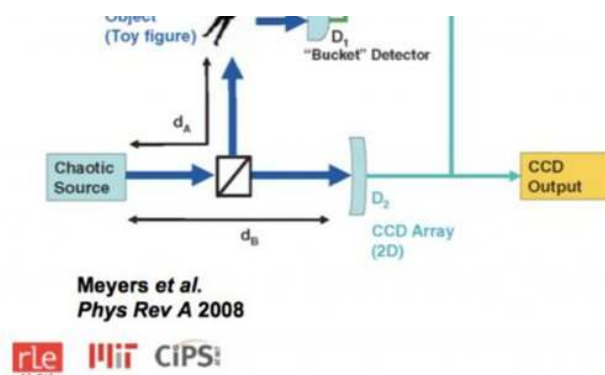 Object
(Toy figure)
D1
"Bucket" Detector
dA
Chaotic
Source
D2
CCD
Output
dB
CCD Array
(2D)
Meyers et al.
Phys Rev A 2008
rle
MIT
CiPS